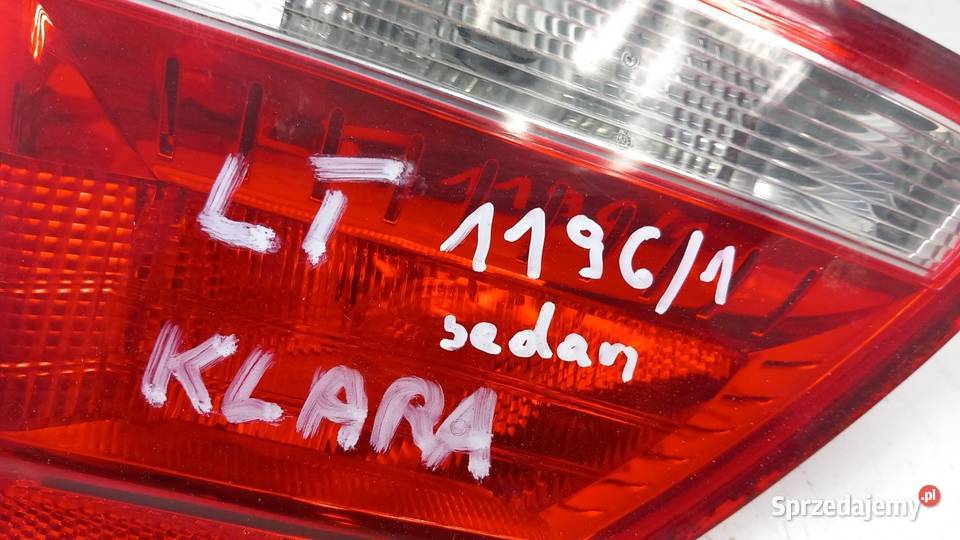 LT 1196/1
sedan
KLARA
Sprzedajemy.pl